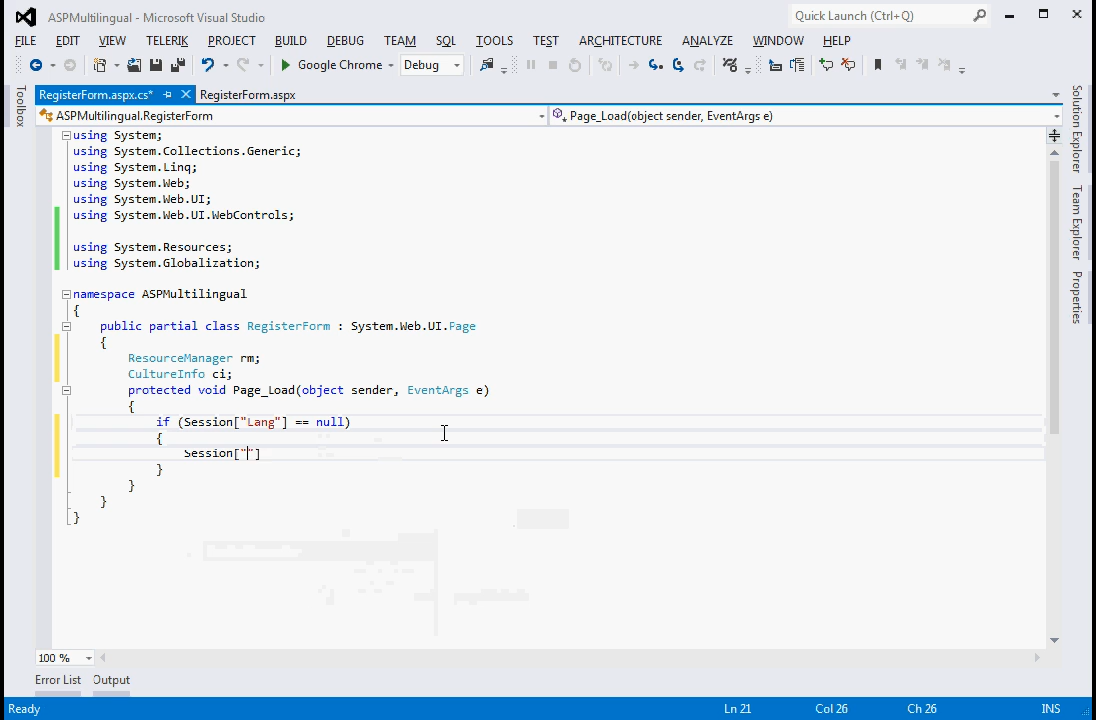 ASPMultilingual - Microsoft Visual Studio
Quick Launch (Ctrl+Q)
FILE EDIT VIEW TELERIK PROJECT BUILD DEBUG TEAM SQL TOOLS TEST ARCHITECTURE ANALYZE WINDOW HELP
Google Chrome Debug
Toolbox
RegisterForm.aspx.cs* RegisterForm.aspx
ASPMultilingual.RegisterForm Page_Load(object sender, EventArgs e)
using System;
using System.Collections.Generic;
using System.Linq;
using System.Web;
using System.Web.UI;
using System.Web.UI.WebControls;
using System.Resources;
using System.Globalization;
namespace ASPMultilingual
{
public partial class RegisterForm : System.Web.UI.Page
{
ResourceManager rm;
CultureInfo ci;
protected void Page_Load(object sender, EventArgs e)
{
if (Session["Lang"] == null)
{
Session[""]
}
}
}
}
Solution Explorer
Team Explorer
Properties
100 %
Error List Output
Ready Ln 21 Col 26 Ch 26 INS